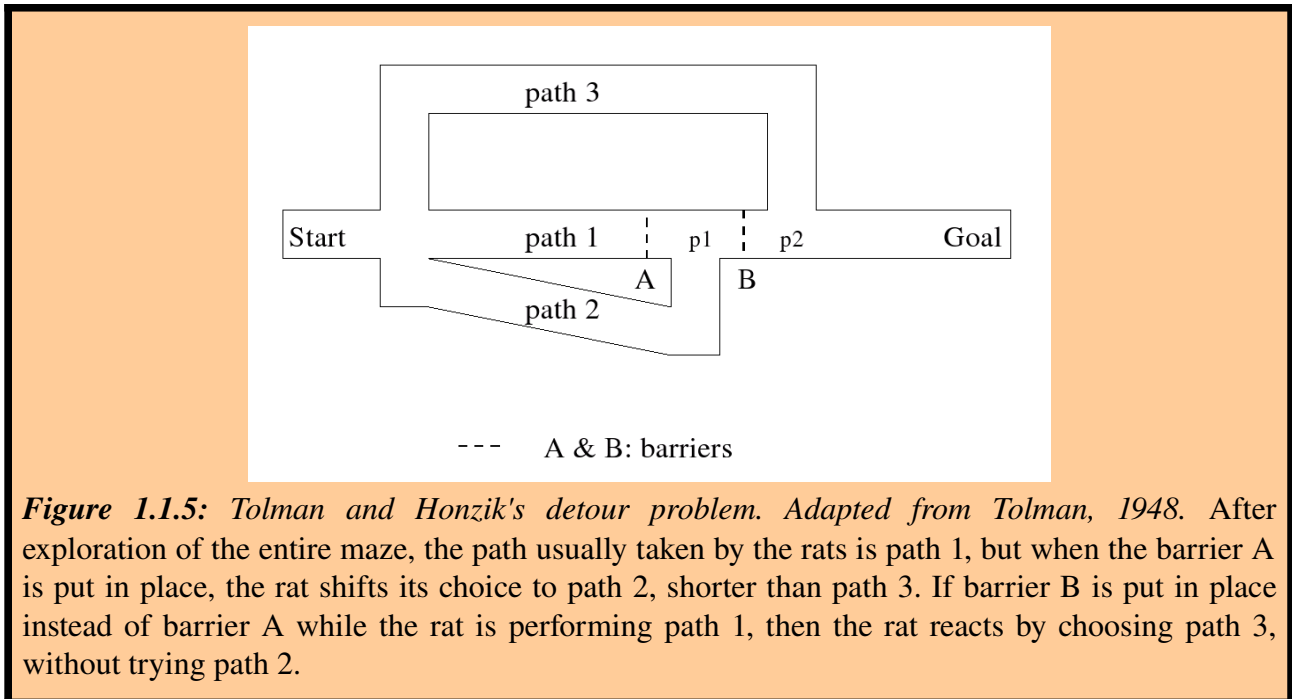 path 3
Start
path 1
p1
p2
Goal
A
B
path 2
A & B: barriers
Figure 1.1.5: Tolman and Honzik's detour problem. Adapted from Tolman, 1948. After
exploration of the entire maze, the path usually taken by the rats is path 1, but when the barrier A
is put in place, the rat shifts its choice to path 2, shorter than path 3. If barrier B is put in place
instead of barrier A while the rat is performing path 1, then the rat reacts by choosing path 3,
without trying path 2.